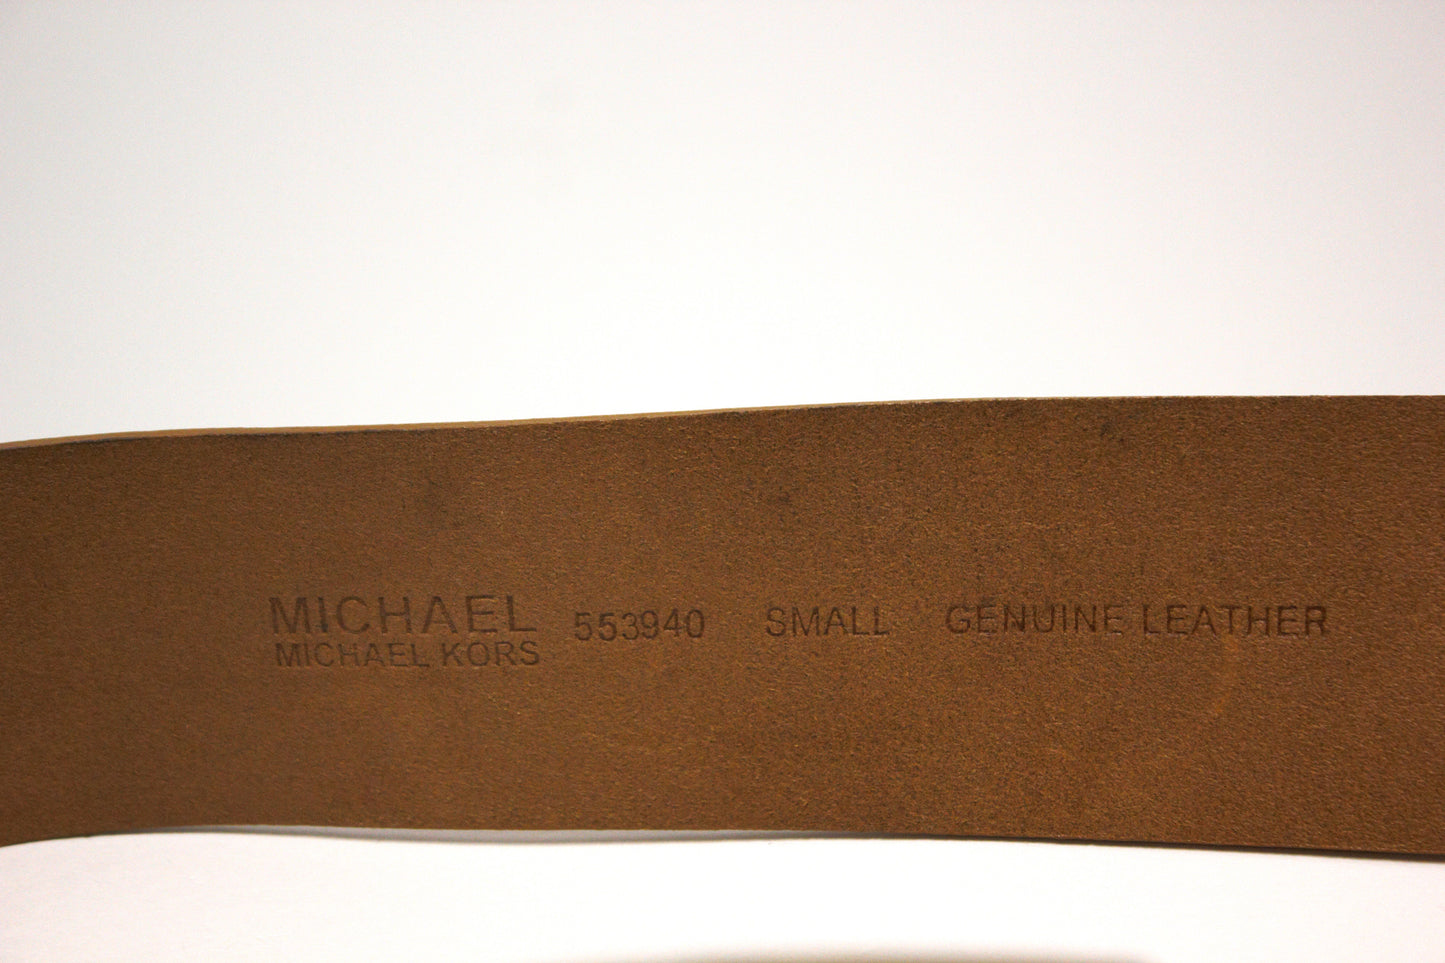 MICHAEL
MICHAEL KORS
553940 SMALL GENUINE LEATHER